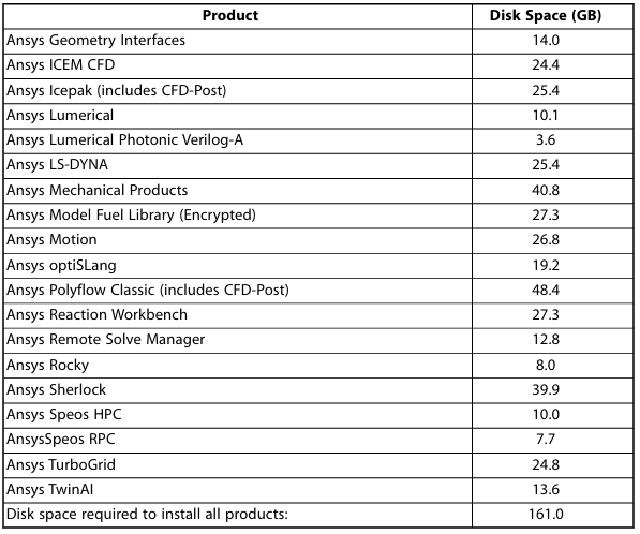 Product Disk Space (GB)
Ansys Geometry Interfaces 14.0
Ansys ICEM CFD 24.4
Ansys Icepak (includes CFD-Post) 25.4
Ansys Lumerical 10.1
Ansys Lumerical Photonic Verilog-A 3.6
Ansys LS-DYNA 25.4
Ansys Mechanical Products 40.8
Ansys Model Fuel Library (Encrypted) 27.3
Ansys Motion 26.8
Ansys optiSLang 19.2
Ansys Polyflow Classic (includes CFD-Post) 48.4
Ansys Reaction Workbench 27.3
Ansys Remote Solve Manager 12.8
Ansys Rocky 8.0
Ansys Sherlock 39.9
Ansys Speos HPC 10.0
AnsysSpeos RPC 7.7
Ansys TurboGrid 24.8
Ansys TwinAI 13.6
Disk space required to install all products: 161.0